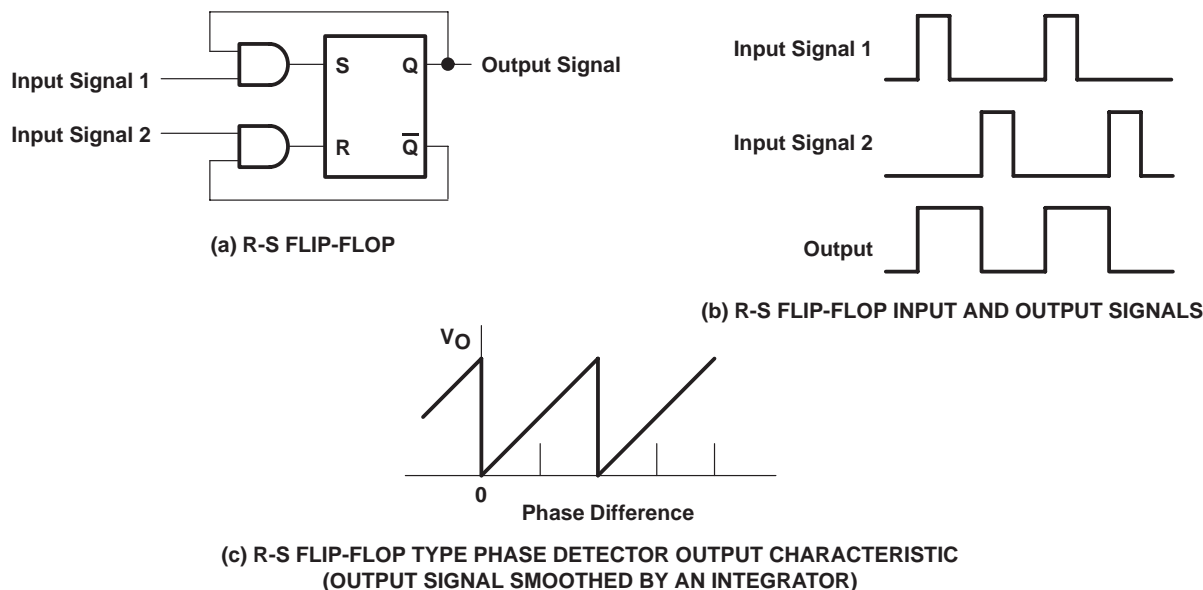 Input Signal 1
Input Signal 2
S
R
Q
Q̅
Output Signal
(a) R-S FLIP-FLOP
Input Signal 1
Input Signal 2
Output
(b) R-S FLIP-FLOP INPUT AND OUTPUT SIGNALS
VO
0
Phase Difference
(c) R-S FLIP-FLOP TYPE PHASE DETECTOR OUTPUT CHARACTERISTIC
(OUTPUT SIGNAL SMOOTHED BY AN INTEGRATOR)